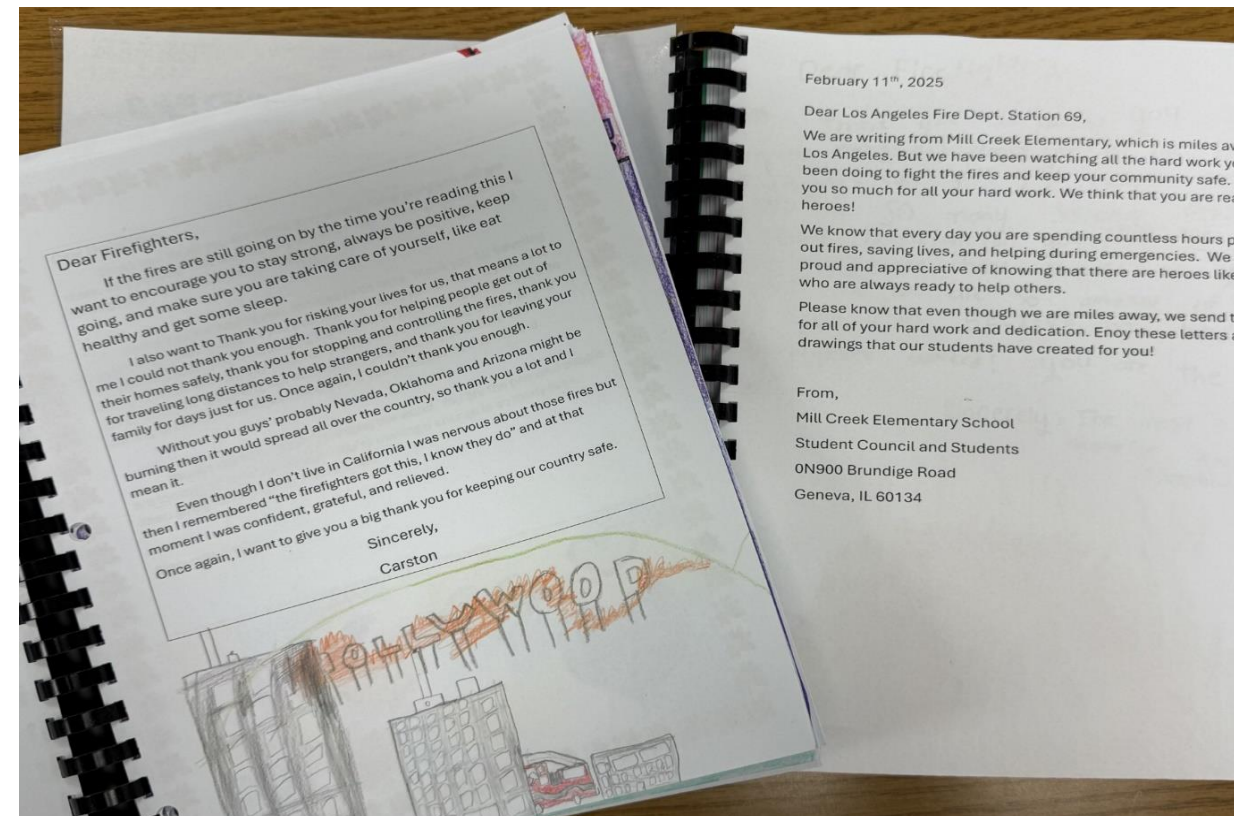 Dear Firefighters,
If the fires are still going on by the time you're reading this I
want to encourage you to stay strong, always be positive, keep
going, and make sure you are taking care of yourself, like eat
healthy and get some sleep.
I also want to Thank you for risking your lives for us, that means a lot to
me I could not thank you enough. Thank you for helping people get out of
their homes safely, thank you for stopping and controlling the fires, thank you
for traveling long distances to help strangers, and thank you for leaving your
family for days just for us. Once again, I couldn't thank you enough.
Without you guys' probably Nevada, Oklahoma and Arizona might be
burning then it would spread all over the country, so thank you a lot and I
mean it.
Even though I don't live in California I was nervous about those fires but
then I remembered "the firefighters got this, I know they do" and at that
moment I was confident, grateful, and relieved.
Once again, I want to give you a big thank you for keeping our country safe.
Sincerely,
Carston
HOLLYWOOD
February 11th, 2025
Dear Los Angeles Fire Dept. Station 69,
We are writing from Mill Creek Elementary, which is miles
Los Angeles. But we have been watching all the hard work
been doing to fight the fires and keep your community safe.
you so much for all your hard work. We think that you are
heroes!
We know that every day you are spending countless hours
out fires, saving lives, and helping during emergencies. We
proud and appreciative of knowing that there are heroes like
who are always ready to help others.
Please know that even though we are miles away, we send
for all of your hard work and dedication. Enoy these letters
drawings that our students have created for you!
From,
Mill Creek Elementary School
Student Council and Students
0N900 Brundige Road
Geneva, IL 60134